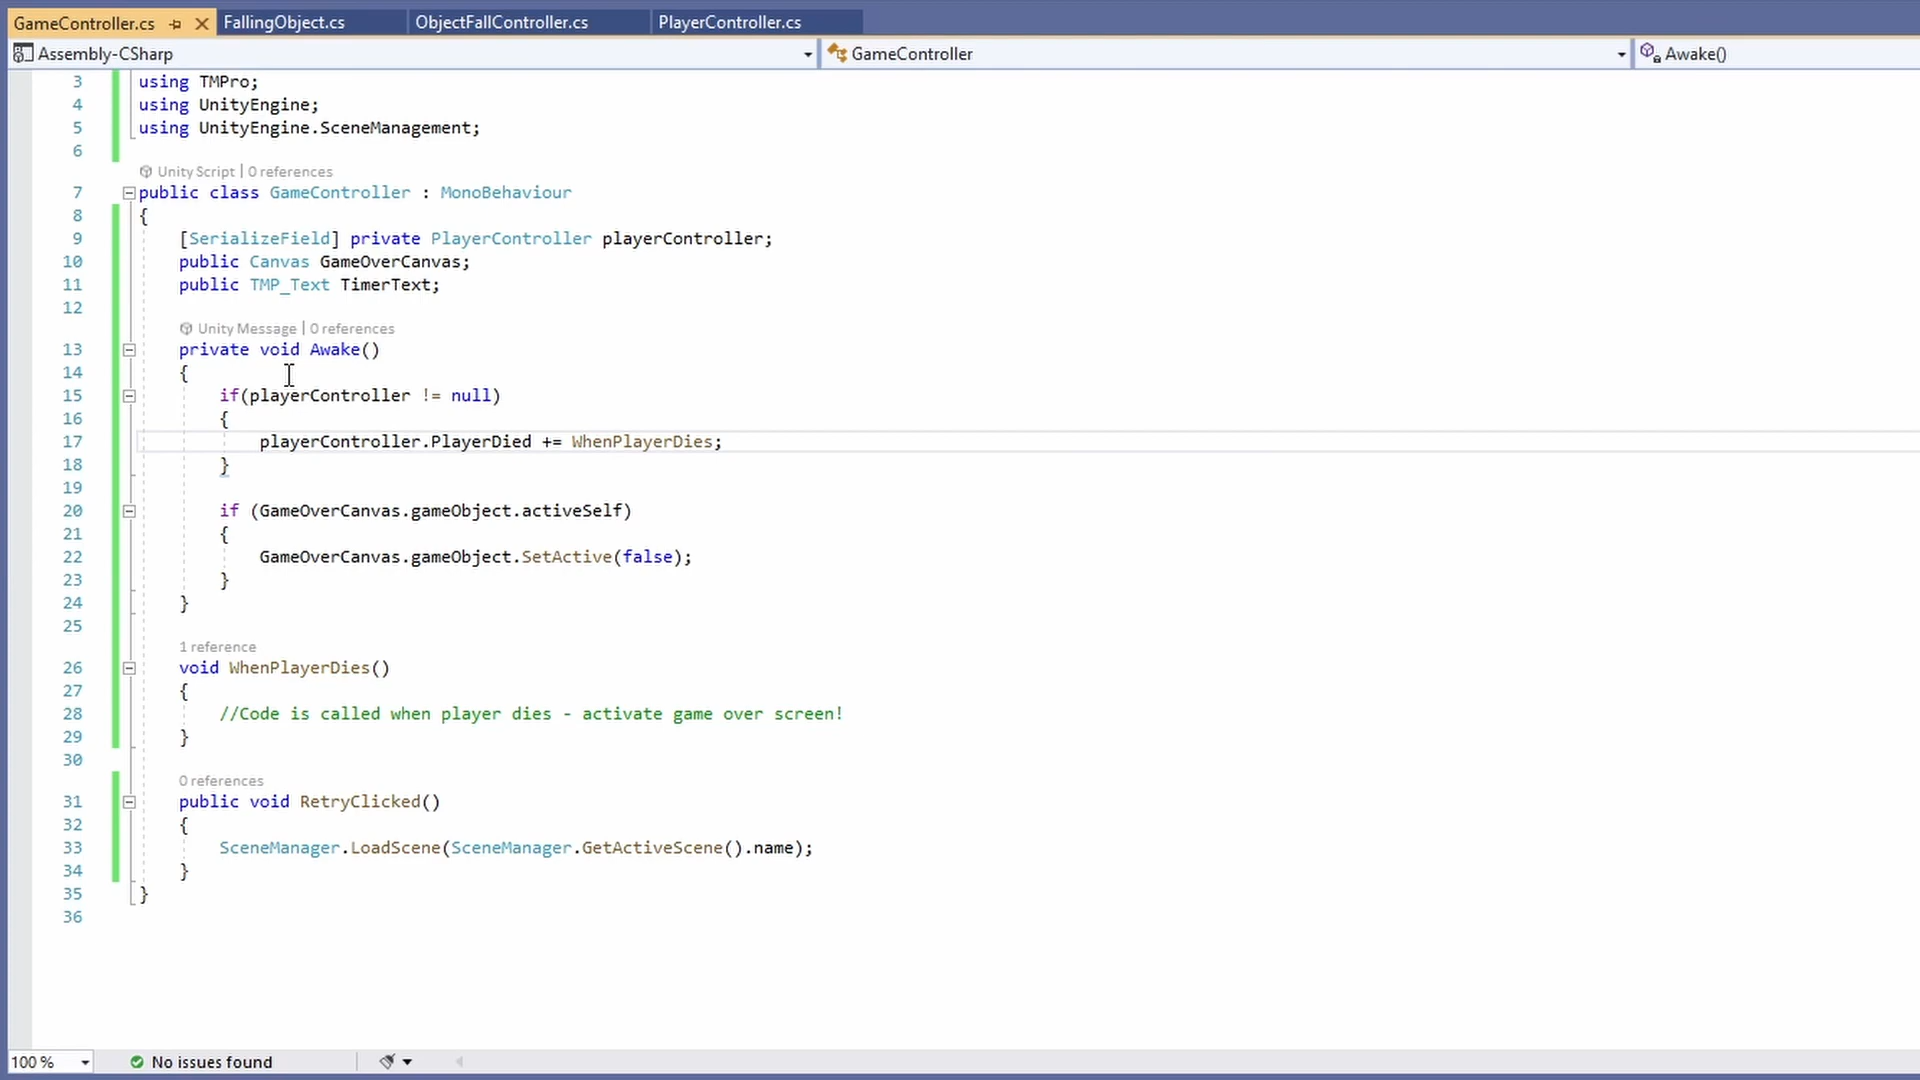 GameController.cs FallingObject.cs ObjectFallController.cs PlayerController.cs
Assembly-CSharp GameController Awake()
3 using TMPro;
4 using UnityEngine;
5 using UnityEngine.SceneManagement;
6
Unity Script | 0 references
7 public class GameController : MonoBehaviour
8 {
9 [SerializeField] private PlayerController playerController;
10 public Canvas GameOverCanvas;
11 public TMP_Text TimerText;
12
Unity Message | 0 references
13 private void Awake()
14 {
15 if(playerController != null)
16 {
17 playerController.PlayerDied += WhenPlayerDies;
18 }
19
20 if (GameOverCanvas.gameObject.activeSelf)
21 {
22 GameOverCanvas.gameObject.SetActive(false);
23 }
24 }
25
1 reference
26 void WhenPlayerDies()
27 {
28 //Code is called when player dies - activate game over screen!
29 }
30
0 references
31 public void RetryClicked()
32 {
33 SceneManager.LoadScene(SceneManager.GetActiveScene().name);
34 }
35 }
36
100 % No issues found